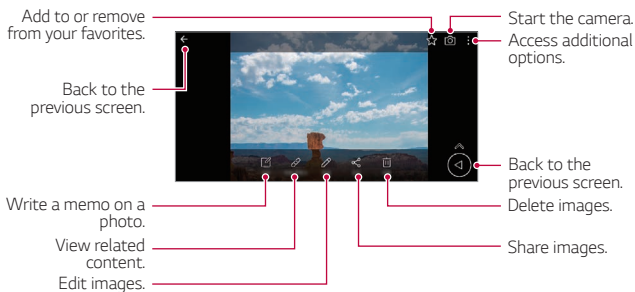 Add to or remove
from your favorites.
Start the camera.
Access additional
options.
Back to the
previous screen.
Back to the
previous screen.
Write a memo on a
photo.
Delete images.
View related
content.
Share images.
Edit images.